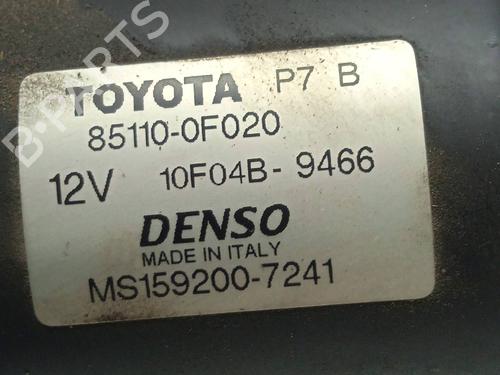 TOYOTA P7 B
85110-0F020
12V 10F04B-9466
DENSO
MADE IN ITALY
MS159200-7241
B-PARTS